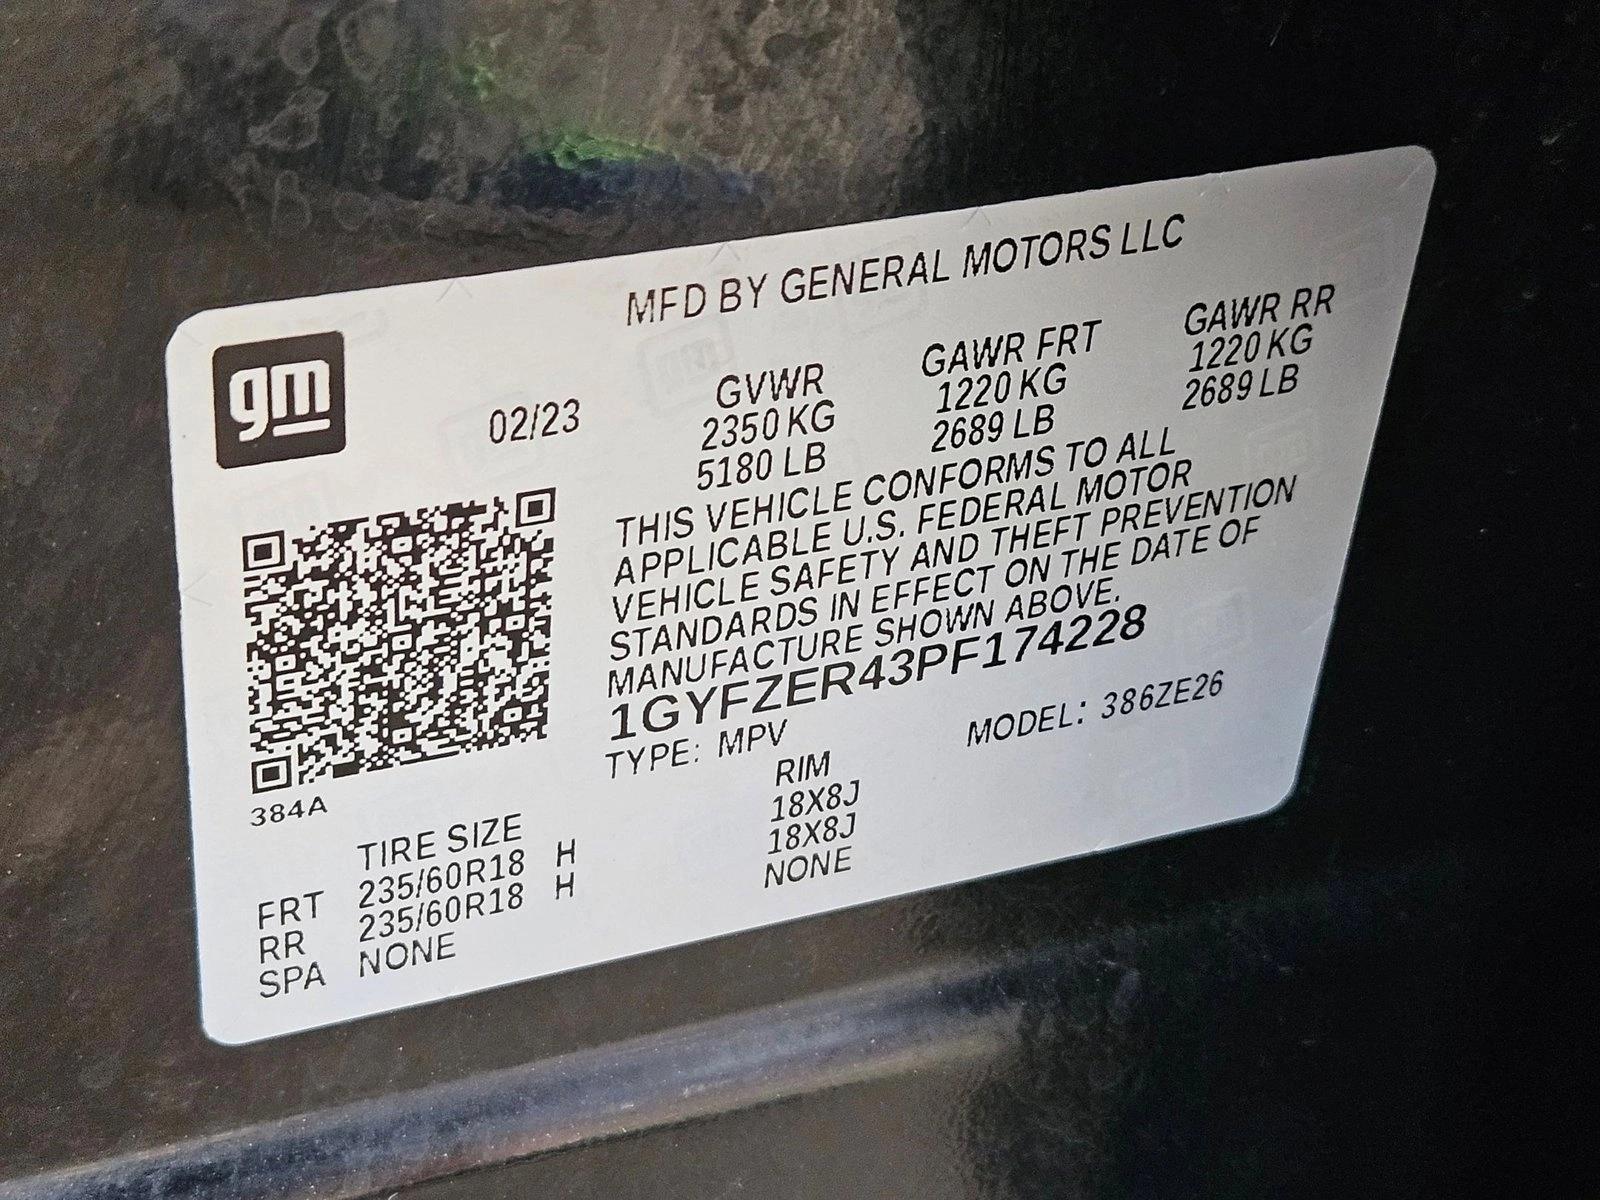 MFD BY GENERAL MOTORS LLC
gm
02/23
GVWR GAWR FRT GAWR RR
2350 KG 1220 KG 1220 KG
5180 LB 2689 LB 2689 LB
THIS VEHICLE CONFORMS TO ALL
APPLICABLE U.S. FEDERAL MOTOR
VEHICLE SAFETY AND THEFT PREVENTION
STANDARDS IN EFFECT ON THE DATE OF
MANUFACTURE SHOWN ABOVE.
1GYFZER43PF174228
TYPE: MPV MODEL: 386ZE26
384A
TIRE SIZE RIM
FRT 235/60R18 H 18X8J
RR 235/60R18 H 18X8J
SPA NONE NONE